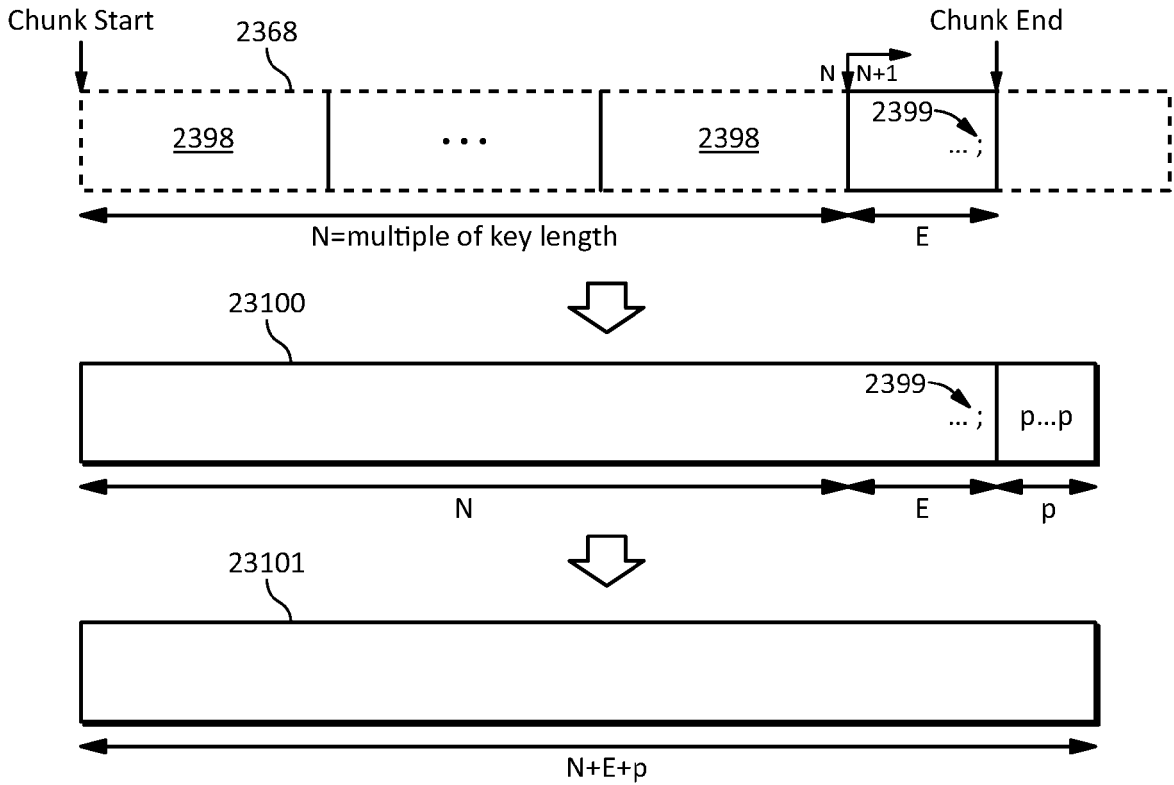 Chunk Start
2368
Chunk End
N N+1
2398
...
2398
2399
... ;
N=multiple of key length
E
23100
2399
... ;
p...p
N
E
p
23101
N+E+p